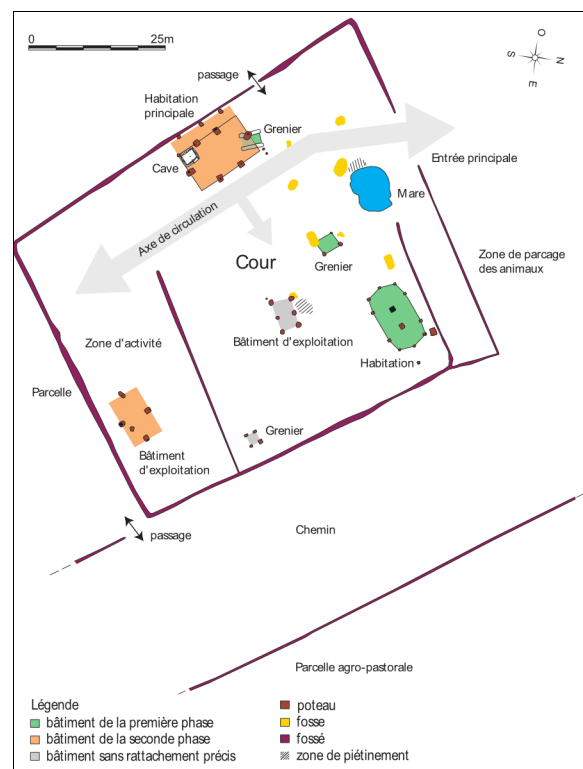 0 25m
O
S N
E
passage
Habitation
principale
Grenier
Cave
Entrée principale
Mare
Axe de circulation
Zone de parcage
des animaux
Cour
Grenier
Zone d'activité
Bâtiment d'exploitation
Habitation
Parcelle
Grenier
Bâtiment
d'exploitation
passage
Chemin
Parcelle agro-pastorale
Légende
bâtiment de la première phase
bâtiment de la seconde phase
bâtiment sans rattachement précis
poteau
fosse
fossé
zone de piétinement